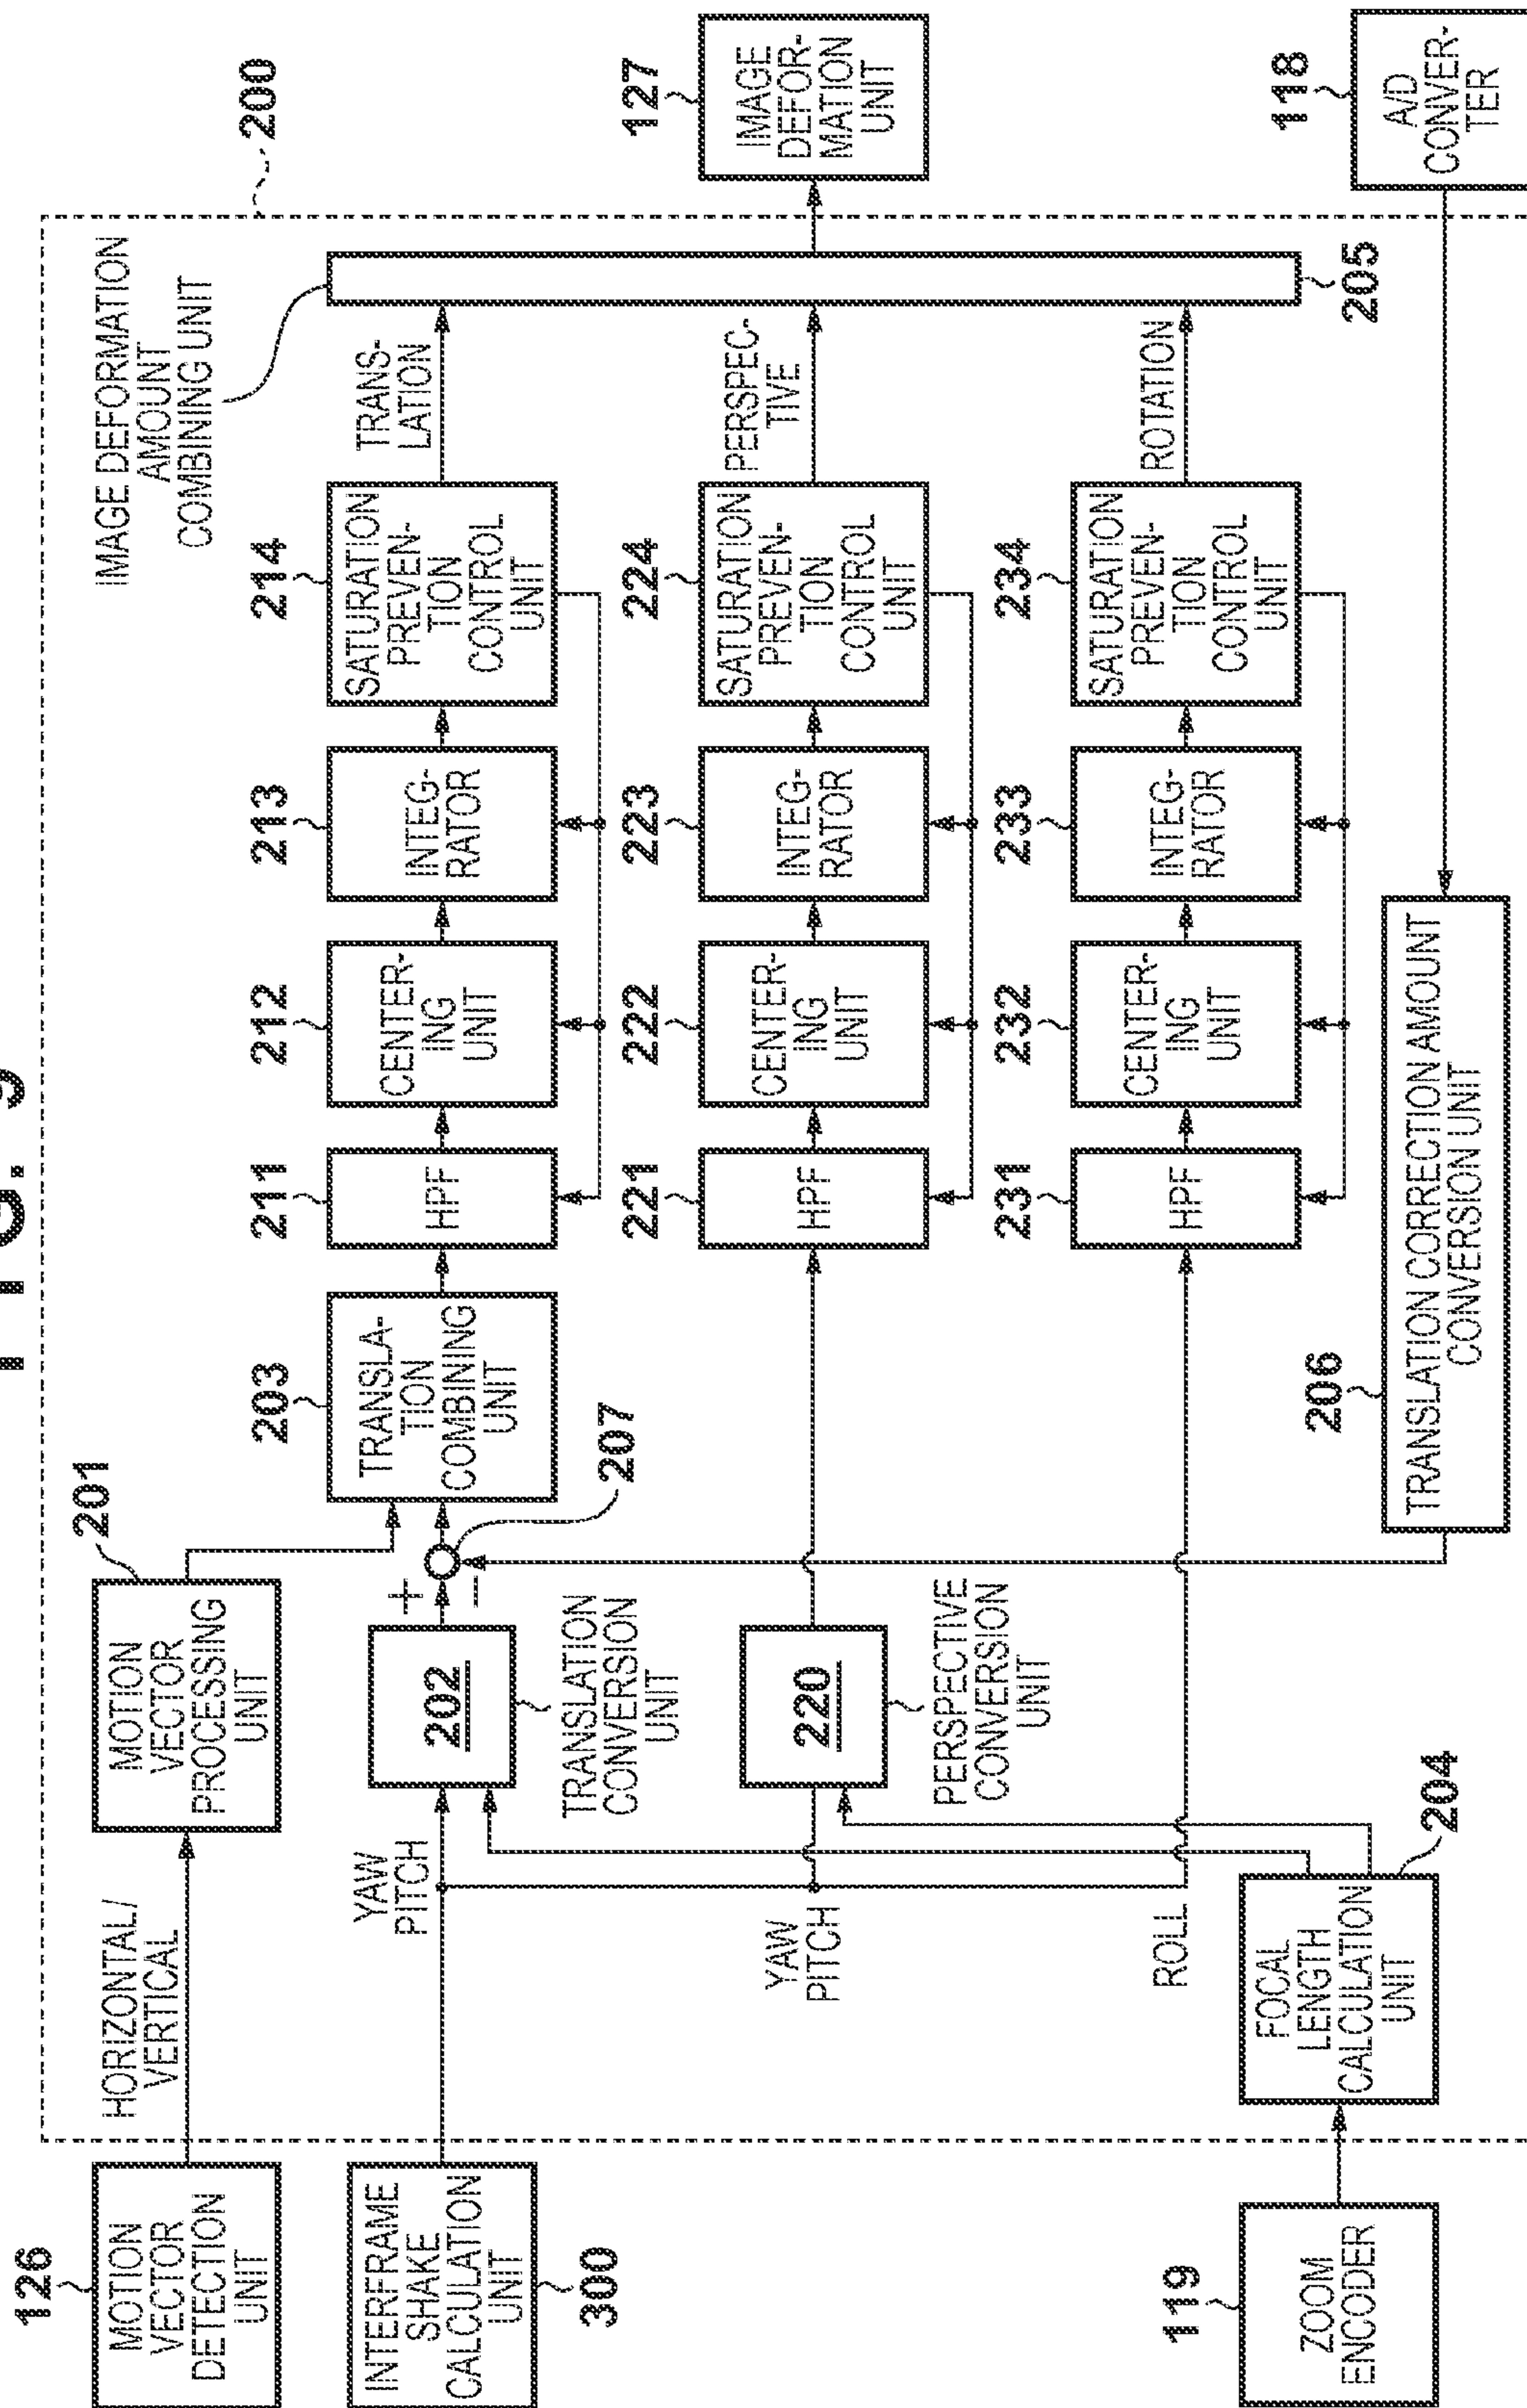 FIG.
126
MOTION
VECTOR
DETECTION
UNIT
HORIZONTAL/
VERTICAL
201
MOTION
VECTOR
PROCESSING
UNIT
IMAGE DEFORMATION
AMOUNT
COMBINING UNIT
200
INTERFRAME
SHAKE
CALCULATION
UNIT
300
YAW
PITCH
202
TRANSLATION
CONVERSION
UNIT
+
−
207
203
TRANSLA-
TION
COMBINING
UNIT
211
HPF
212
CENTER-
ING
UNIT
213
INTEG-
RATOR
214
SATURATION
PREVEN-
TION
CONTROL
UNIT
TRANS-
LATION
YAW
PITCH
220
PERSPECTIVE
CONVERSION
UNIT
221
HPF
222
CENTER-
ING
UNIT
223
INTEG-
RATOR
224
SATURATION
PREVEN-
TION
CONTROL
UNIT
PERSPEC-
TIVE
127
IMAGE
DEFOR-
MATION
UNIT
ROLL
231
HPF
232
CENTER-
ING
UNIT
233
INTEG-
RATOR
234
SATURATION
PREVEN-
TION
CONTROL
UNIT
ROTATION
205
119
ZOOM
ENCODER
FOCAL
LENGTH
CALCULATION
UNIT
204
206
TRANSLATION CORRECTION AMOUNT
CONVERSION UNIT
118
A/D
CONVER-
TER